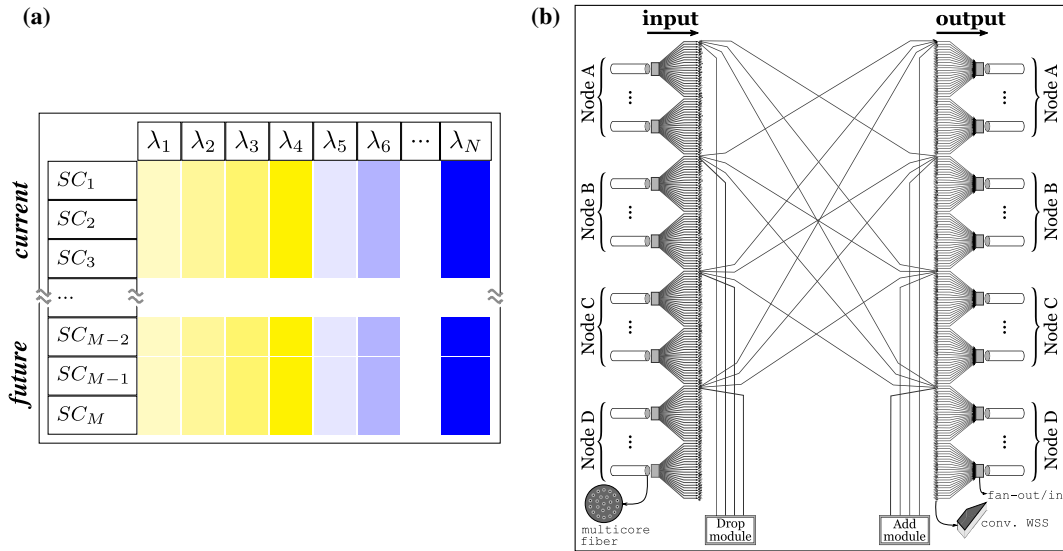 (a)
λ1 λ2 λ3 λ4 λ5 λ6 ... λN
current
SC1
SC2
SC3
...
future
SCM−2
SCM−1
SCM
(b)
input
output
Node A
Node B
Node C
Node D
Node A
Node B
Node C
Node D
multicore
fiber
Drop
module
Add
module
fan-out/in
conv. WSS